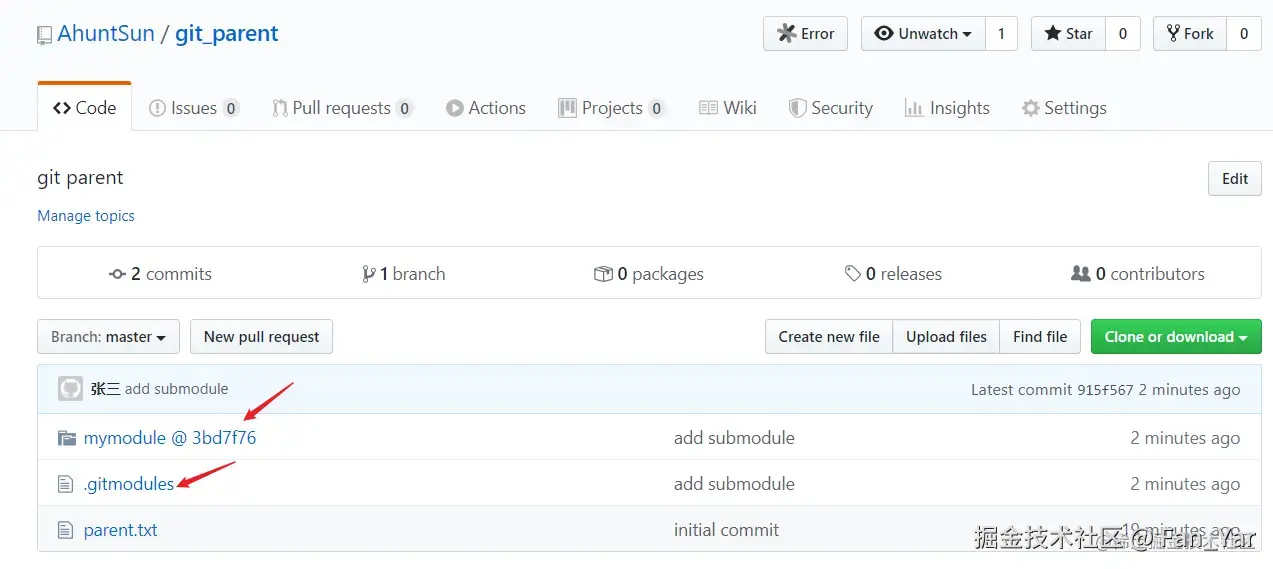 AhuntSun / git_parent
Error Unwatch 1 Star 0 Fork 0
Code Issues 0 Pull requests 0 Actions Projects 0 Wiki Security Insights Settings
git parent
Edit
Manage topics
2 commits 1 branch 0 packages 0 releases 0 contributors
Branch: master New pull request Create new file Upload files Find file Clone or download
张三 add submodule Latest commit 915f567 2 minutes ago
mymodule @ 3bd7f76 add submodule 2 minutes ago
.gitmodules add submodule 2 minutes ago
parent.txt initial commit 19 minutes ago
掘金技术社区 @ Fan_Yar